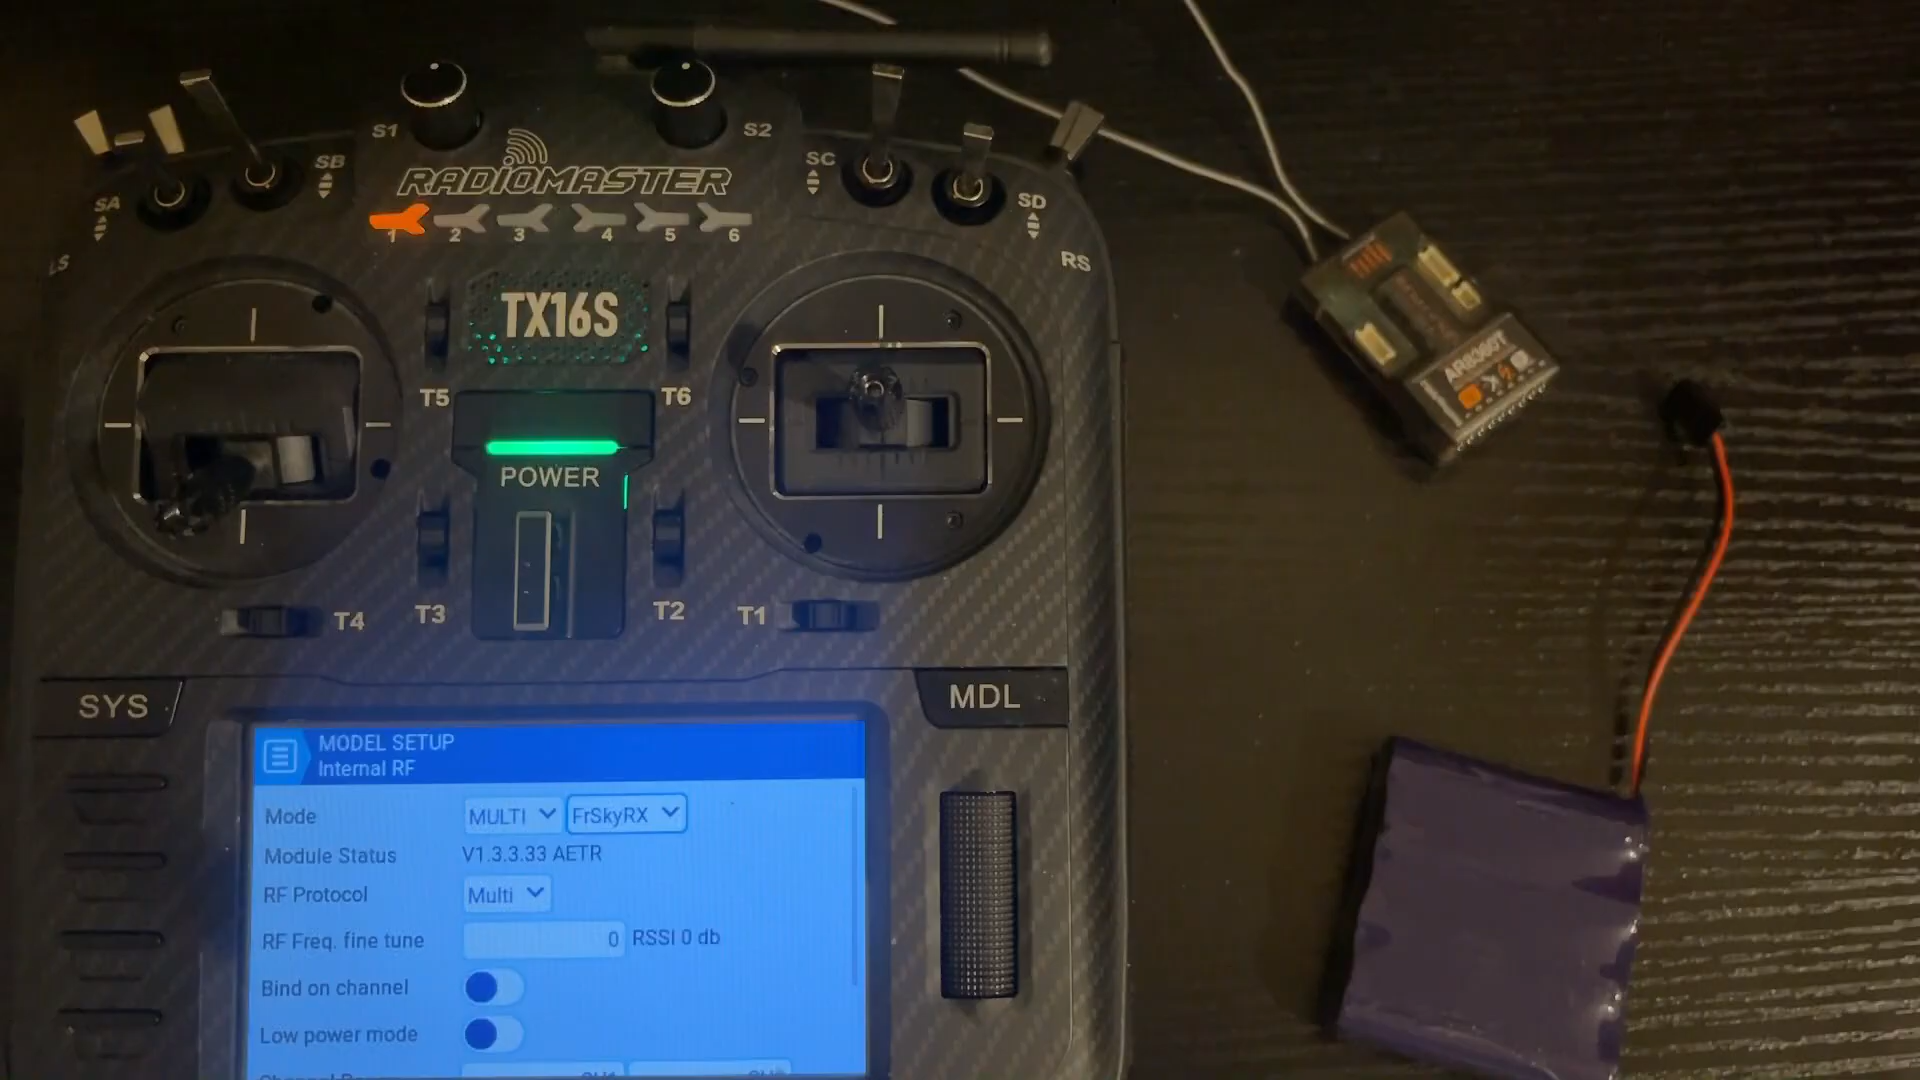 S1
S2
SB
SC
RADIOMASTER
SA
SD
1 2 3 4 5 6
LS
RS
TX16S
AR8360T
T5
T6
POWER
T4
T3
T2
T1
SYS
MDL
MODEL SETUP
Internal RF
Mode MULTI FrSkyRX
Module Status V1.3.3.33 AETR
RF Protocol Multi
RF Freq. fine tune 0 RSSI 0 db
Bind on channel
Low power mode